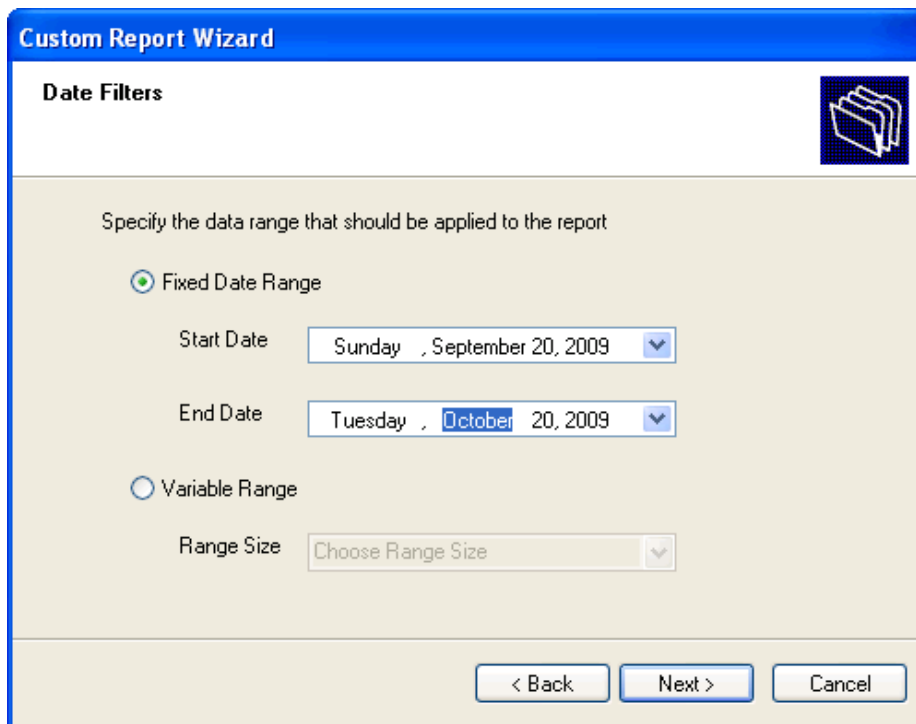 Custom Report Wizard
Date Filters
Specify the data range that should be applied to the report
Fixed Date Range
Start Date Sunday , September 20, 2009
End Date Tuesday , October 20, 2009
Variable Range
Range Size Choose Range Size
< Back Next > Cancel